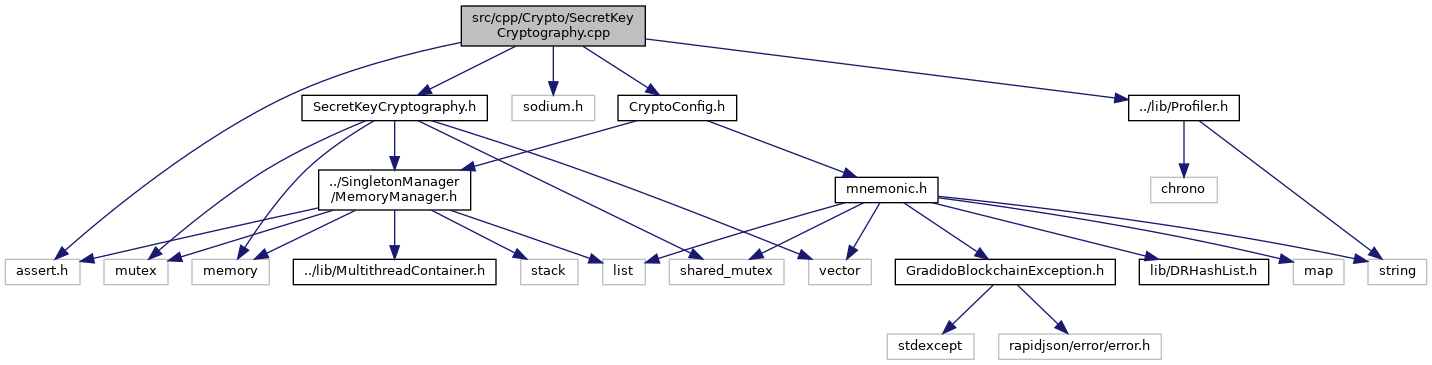 src/cpp/Crypto/SecretKey
Cryptography.cpp
SecretKeyCryptography.h
sodium.h
CryptoConfig.h
../lib/Profiler.h
../SingletonManager
/MemoryManager.h
mnemonic.h
chrono
assert.h
mutex
memory
../lib/MultithreadContainer.h
stack
list
shared_mutex
vector
GradidoBlockchainException.h
lib/DRHashList.h
map
string
stdexcept
rapidjson/error/error.h